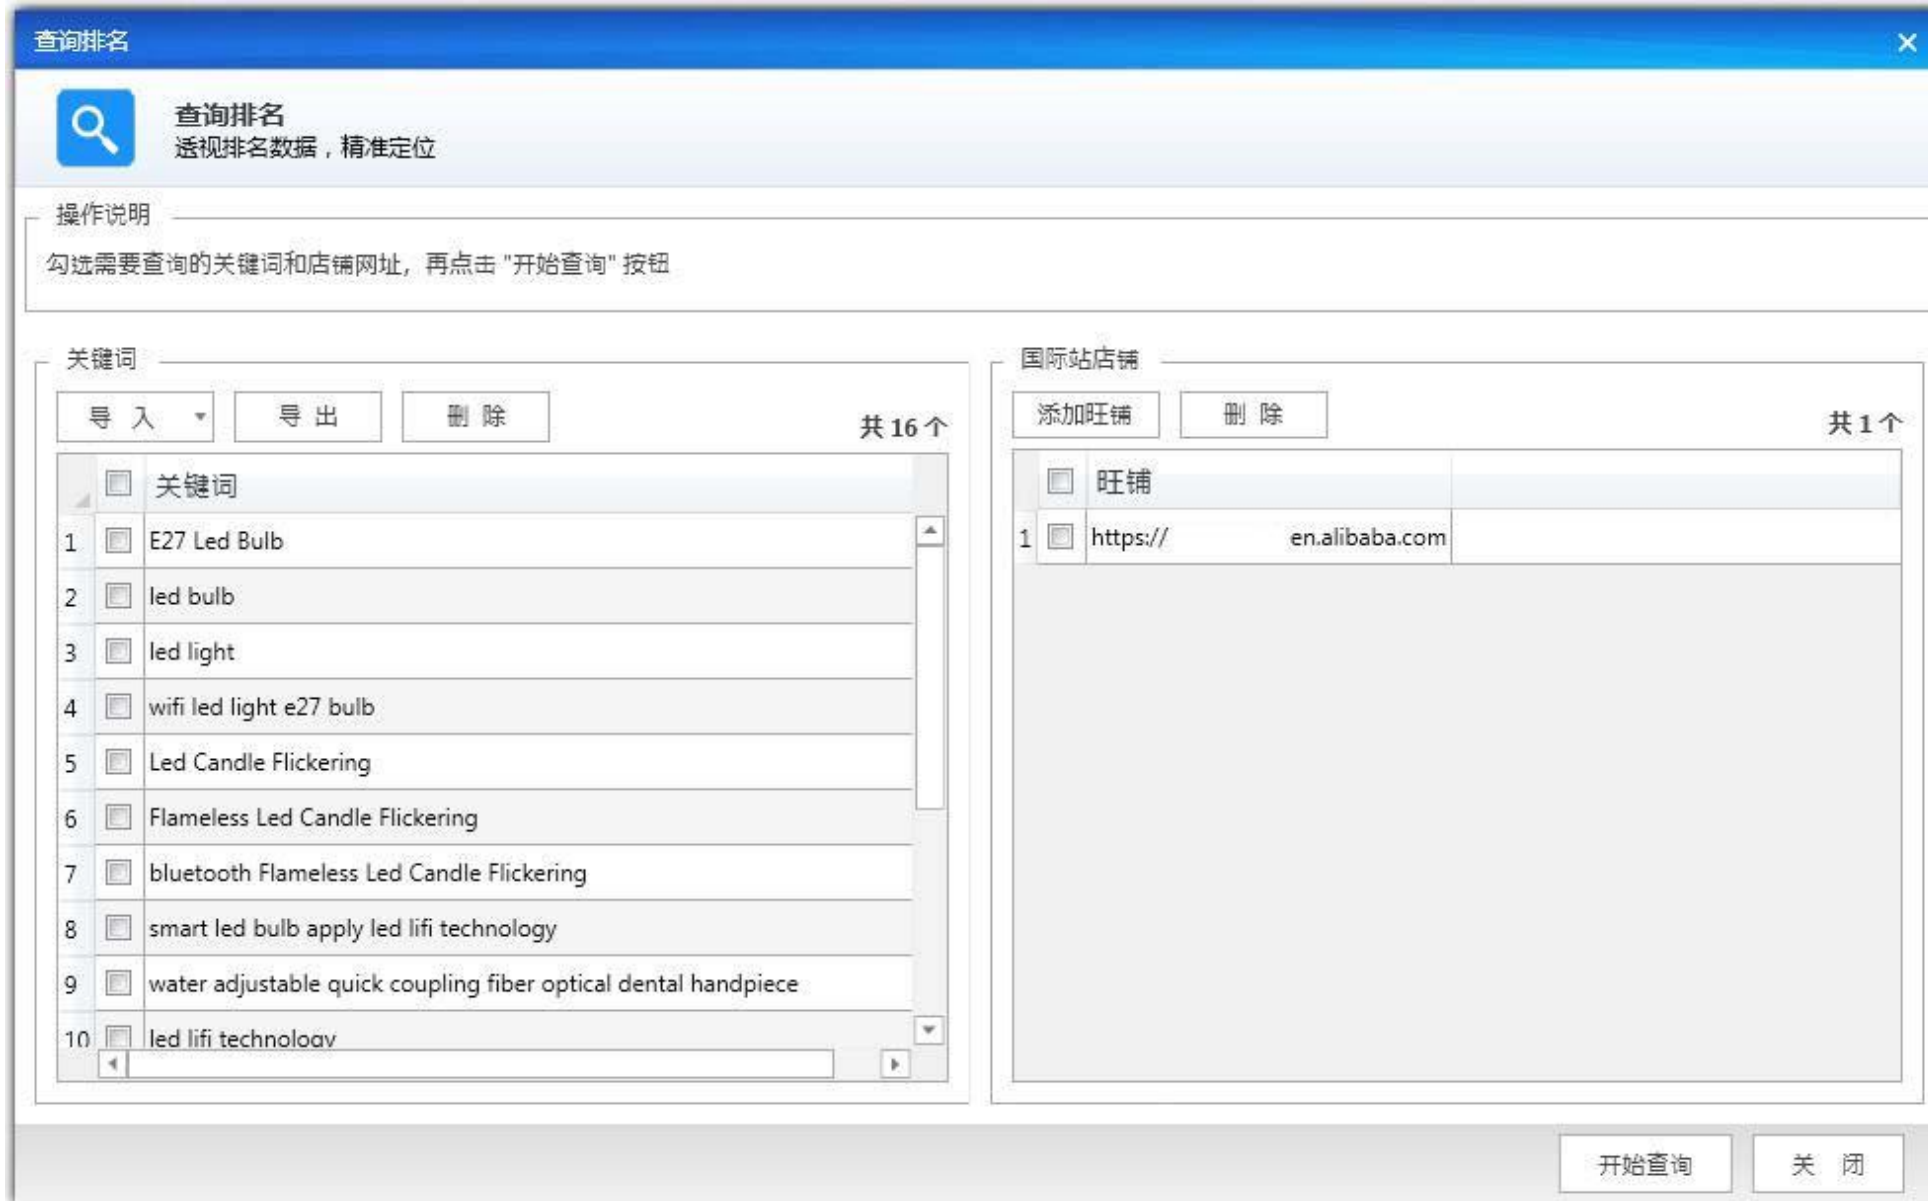 查询排名
查询排名
透视排名数据，精准定位
操作说明
勾选需要查询的关键词和店铺网址，再点击 "开始查询" 按钮
关键词
导 入 导 出 删 除 共 16 个
关键词
1 E27 Led Bulb
2 led bulb
3 led light
4 wifi led light e27 bulb
5 Led Candle Flickering
6 Flameless Led Candle Flickering
7 bluetooth Flameless Led Candle Flickering
8 smart led bulb apply led lifi technology
9 water adjustable quick coupling fiber optical dental handpiece
10 led lifi technology
国际站店铺
添加旺铺 删 除 共 1 个
旺铺
1 https:// en.alibaba.com
开始查询 关 闭